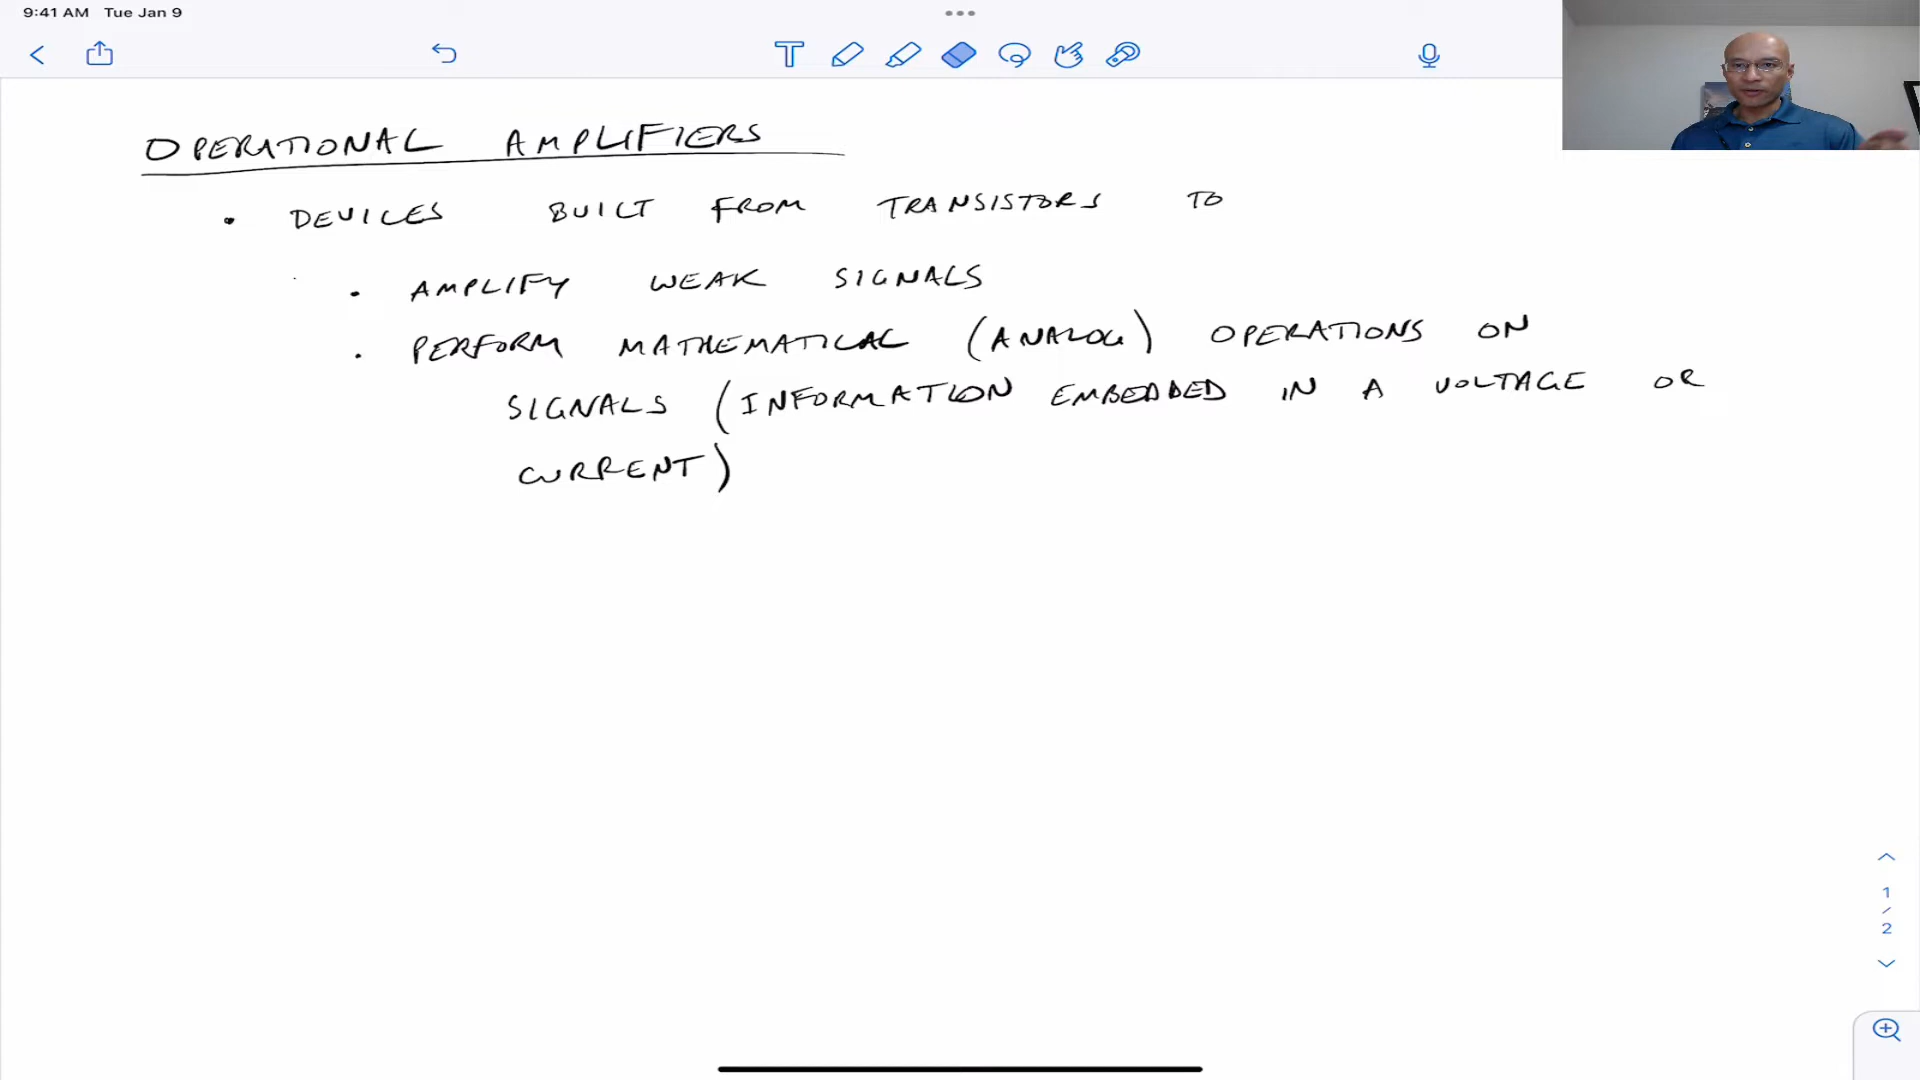 9:41 AM Tue Jan 9
OPERATIONAL AMPLIFIERS
• DEVICES BUILT FROM TRANSISTORS TO
• AMPLIFY WEAK SIGNALS
• PERFORM MATHEMATICAL (ANALOG) OPERATIONS ON
SIGNALS (INFORMATION EMBEDDED IN A VOLTAGE OR
CURRENT)
1
/
2